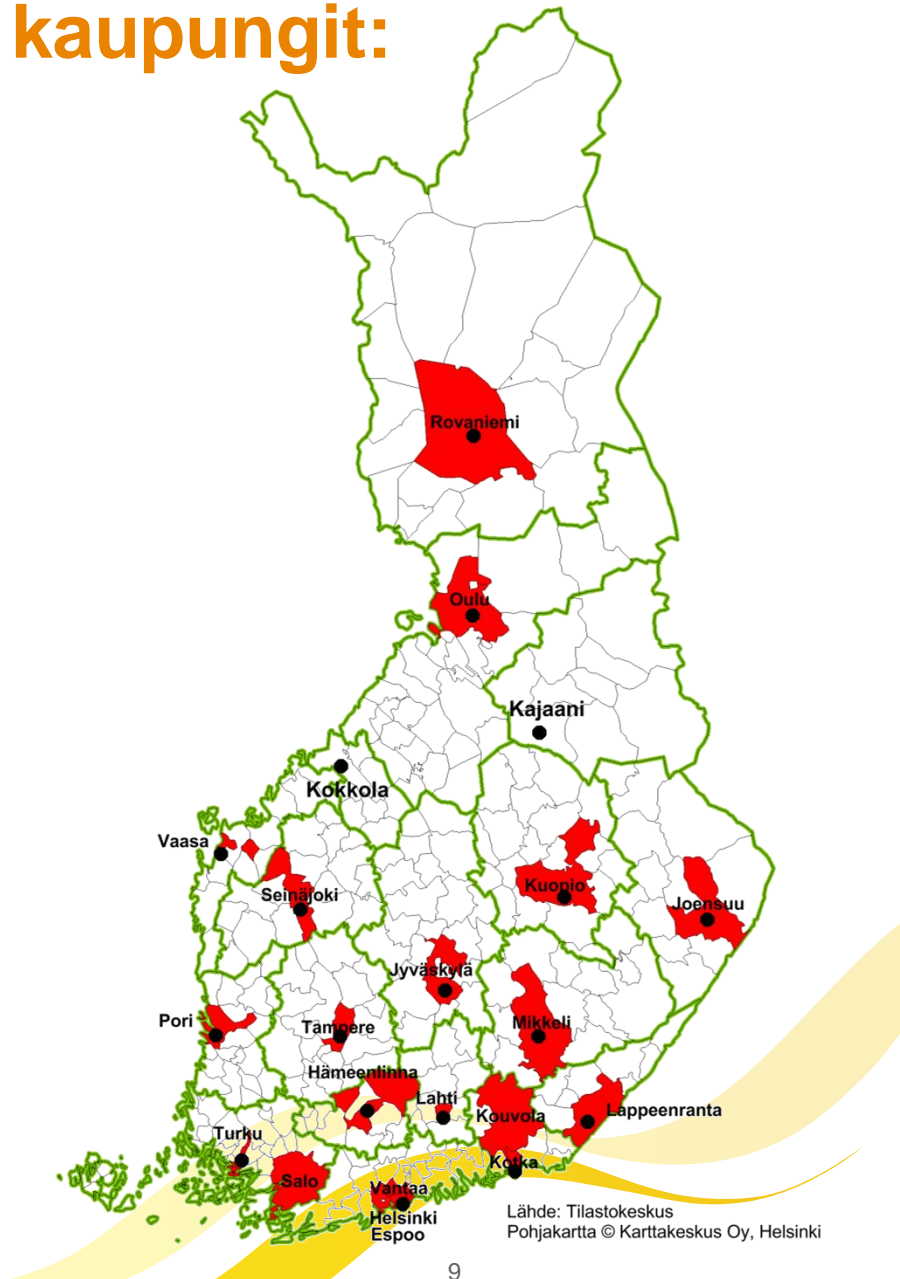 kaupungit:
Rovaniemi
Oulu
Kajaani
Kokkola
Vaasa
Seinäjoki
Kuopio
Joensuu
Jyväskylä
Pori
Tampere
Mikkeli
Hämeenlinna
Lahti
Kouvola
Lappeenranta
Turku
Kotka
Salo
Vantaa
Helsinki
Espoo
Lähde: Tilastokeskus
Pohjakartta © Karttakeskus Oy, Helsinki
9